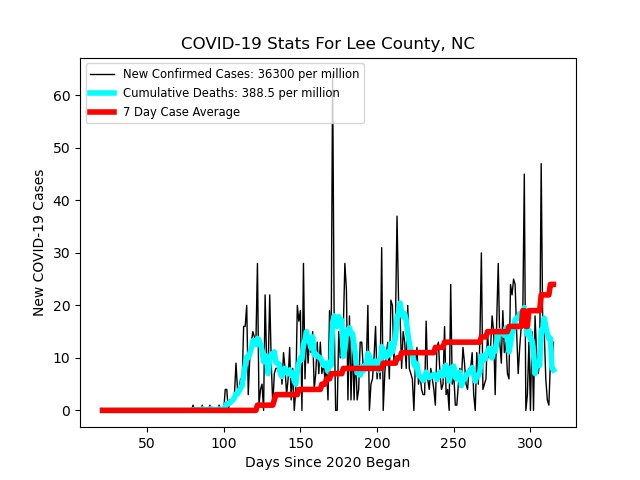 COVID-19 Stats For Lee County, NC
New Confirmed Cases: 36300 per million
Cumulative Deaths: 388.5 per million
7 Day Case Average
New COVID-19 Cases
60
50
40
30
20
10
0
50 100 150 200 250 300
Days Since 2020 Began